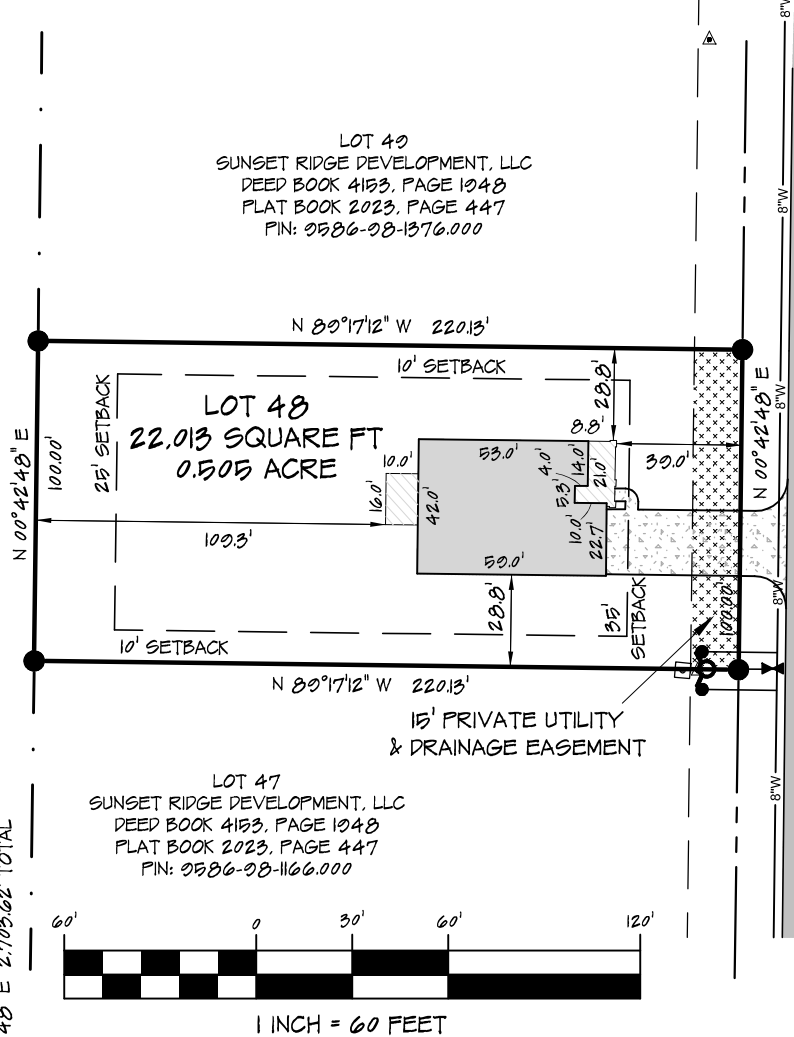 8"W
LOT 49
SUNSET RIDGE DEVELOPMENT, LLC
DEED BOOK 4153, PAGE 1948
PLAT BOOK 2023, PAGE 447
PIN: 9586-98-1376.000
8"W
N 89°17'12" W 220.13'
10' SETBACK
28.8'
N 00°42'48" E
8"W
25' SETBACK
LOT 48
22,013 SQUARE FT
0.505 ACRE
N 00°42'48" E
100.00'
8.8'
53.0'
4.0'
14.0'
21.0'
39.0'
10.0'
16.0'
42.0'
5.3'
10.0'
22.7'
109.3'
59.0'
28.8'
35'
SETBACK
100.00'
8"W
10' SETBACK
N 89°17'12" W 220.13'
15' PRIVATE UTILITY
& DRAINAGE EASEMENT
8"W
LOT 47
SUNSET RIDGE DEVELOPMENT, LLC
DEED BOOK 4153, PAGE 1948
PLAT BOOK 2023, PAGE 447
PIN: 9586-98-1166.000
48" E 2,703.62' TOTAL
60' 0 30' 60' 120'
1 INCH = 60 FEET